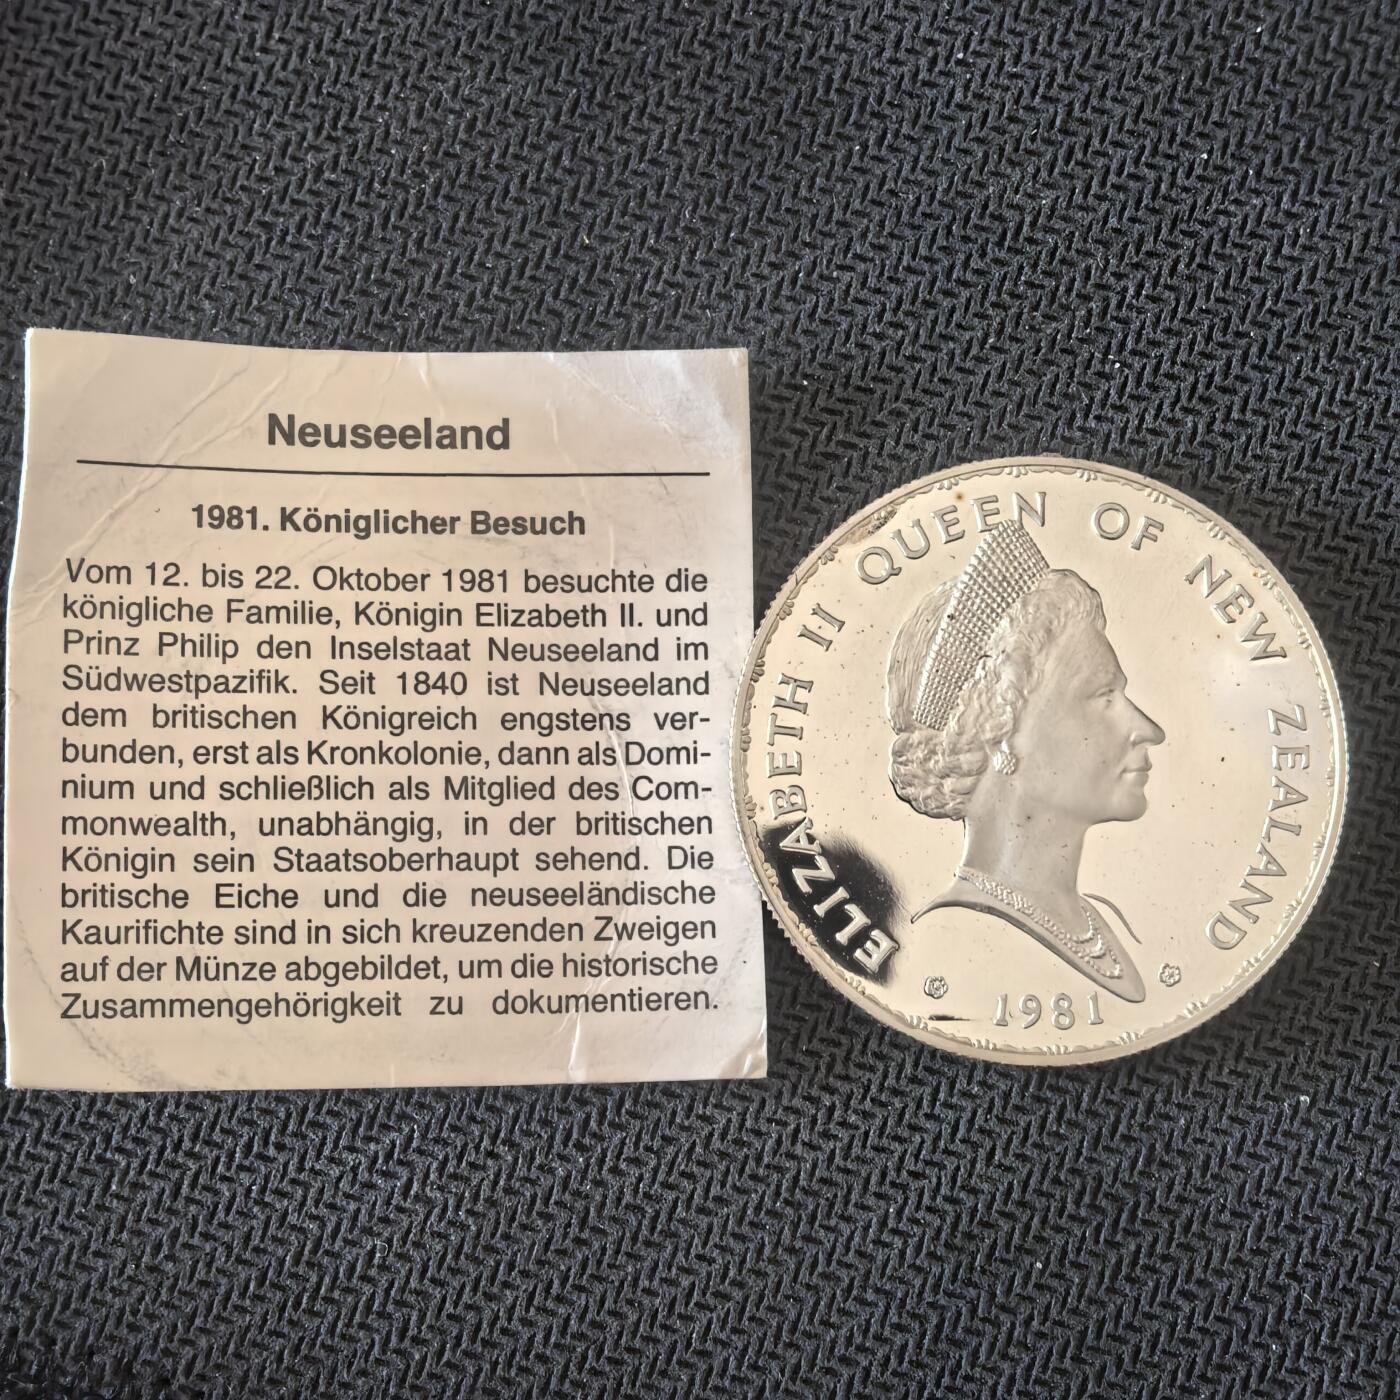 Neuseeland
1981. Königlicher Besuch
Vom 12. bis 22. Oktober 1981 besuchte die
königliche Familie, Königin Elizabeth II. und
Prinz Philip den Inselstaat Neuseeland im
Südwestpazifik. Seit 1840 ist Neuseeland
dem britischen Königreich engstens ver-
bunden, erst als Kronkolonie, dann als Domi-
nium und schließlich als Mitglied des Com-
monwealth, unabhängig, in der britischen
Königin sein Staatsoberhaupt sehend. Die
britische Eiche und die neuseeländische
Kaurifichte sind in sich kreuzenden Zweigen
auf der Münze abgebildet, um die historische
Zusammengehörigkeit zu dokumentieren.
ELIZABETH II QUEEN OF NEW ZEALAND
1981